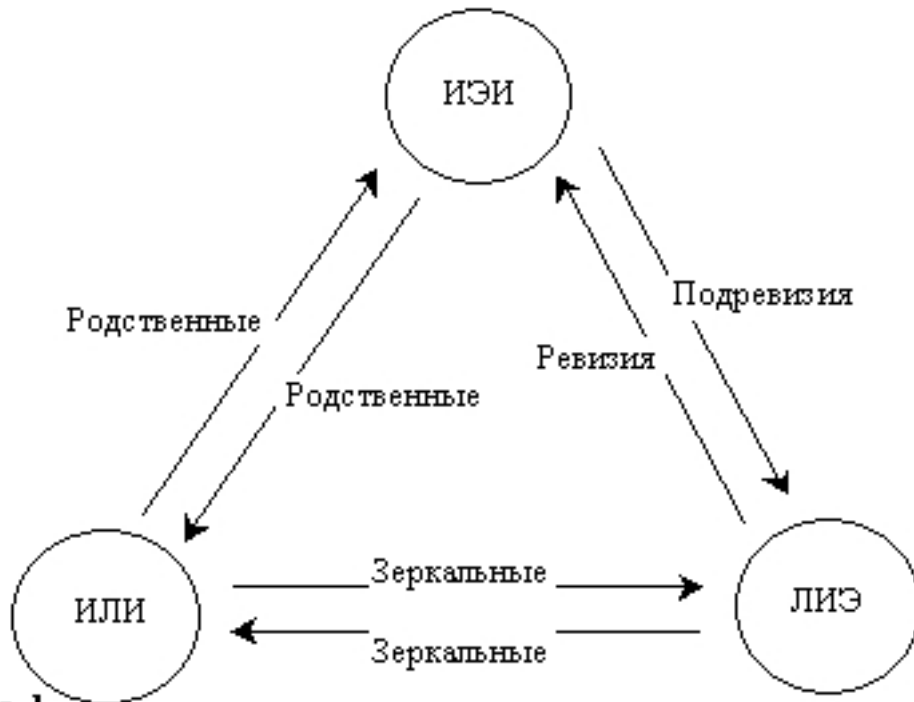 ИЭИ
Подревизия
Родственные
Ревизия
Родственные
Зеркальные
ИЛИ
ЛИЭ
Зеркальные